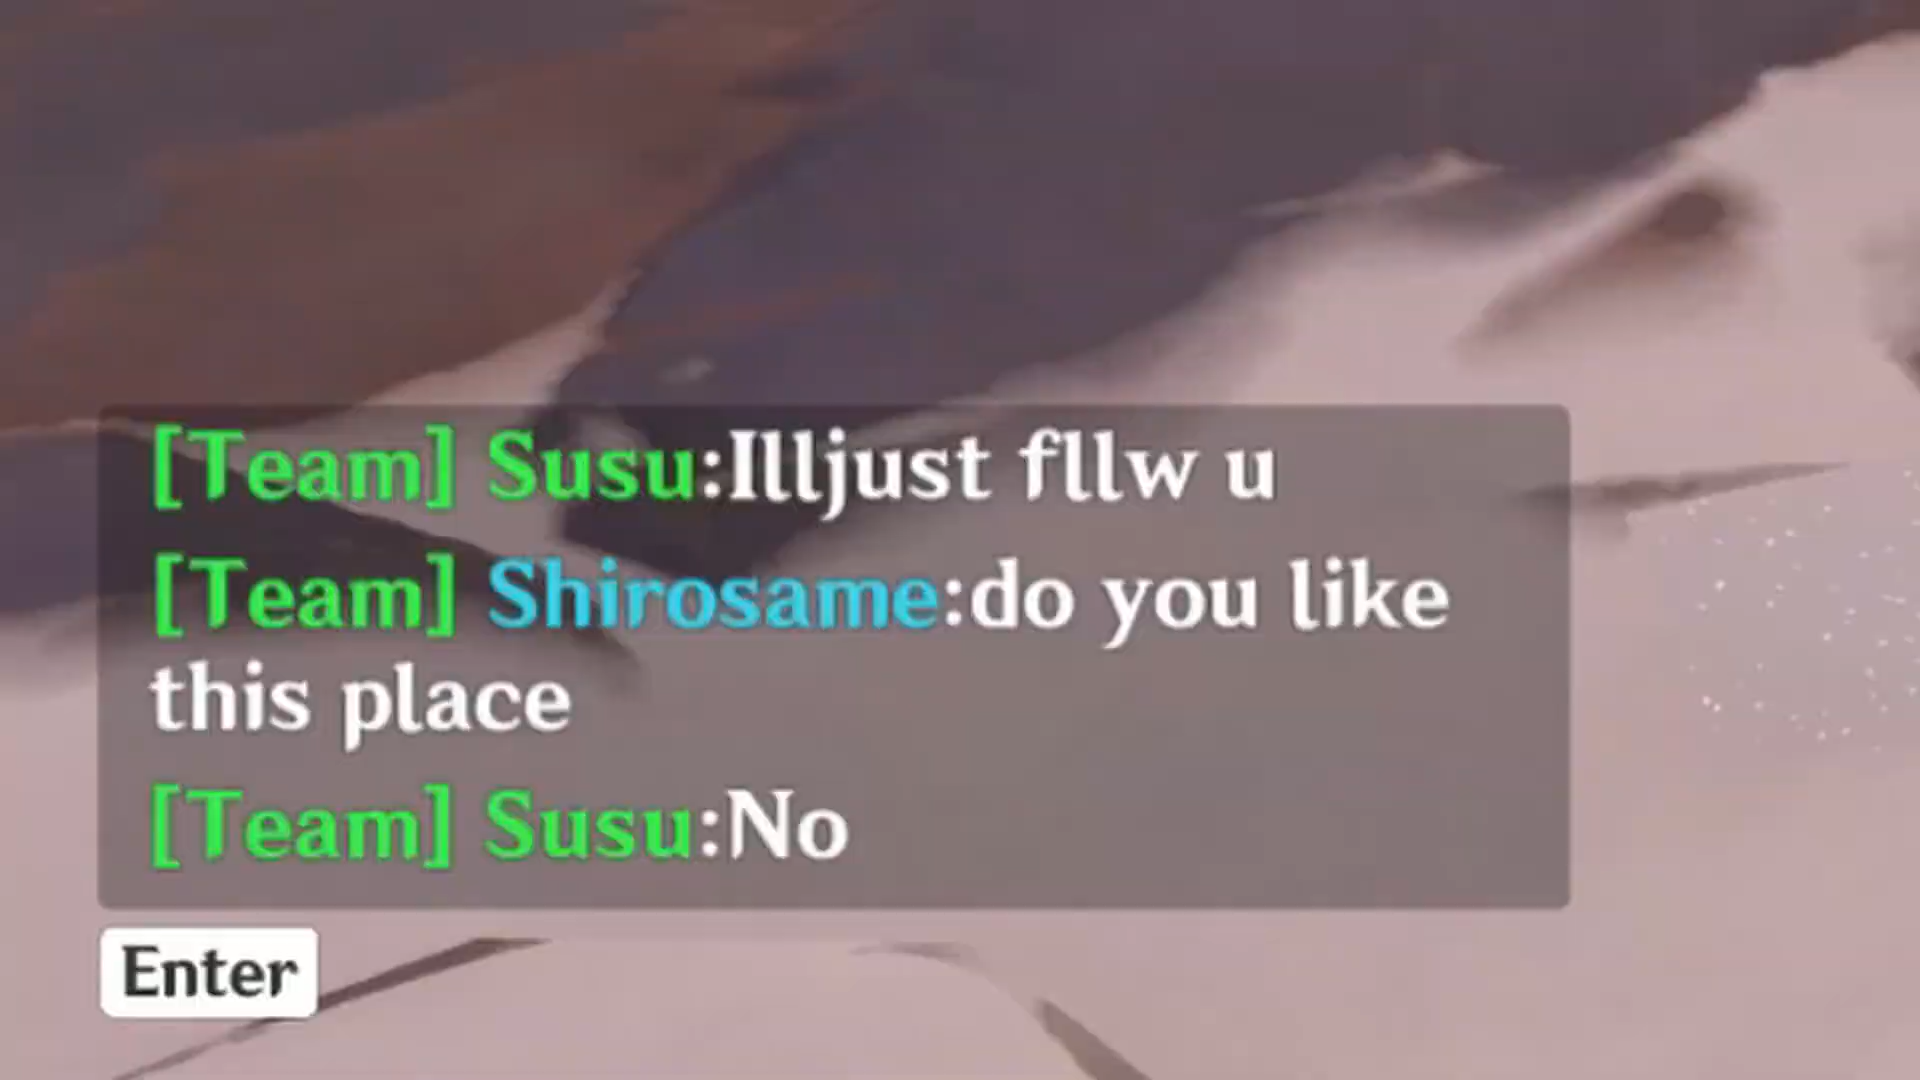 [Team] Susu:Illjust fllw u
[Team] Shirosame:do you like
this place
[Team] Susu:No
Enter